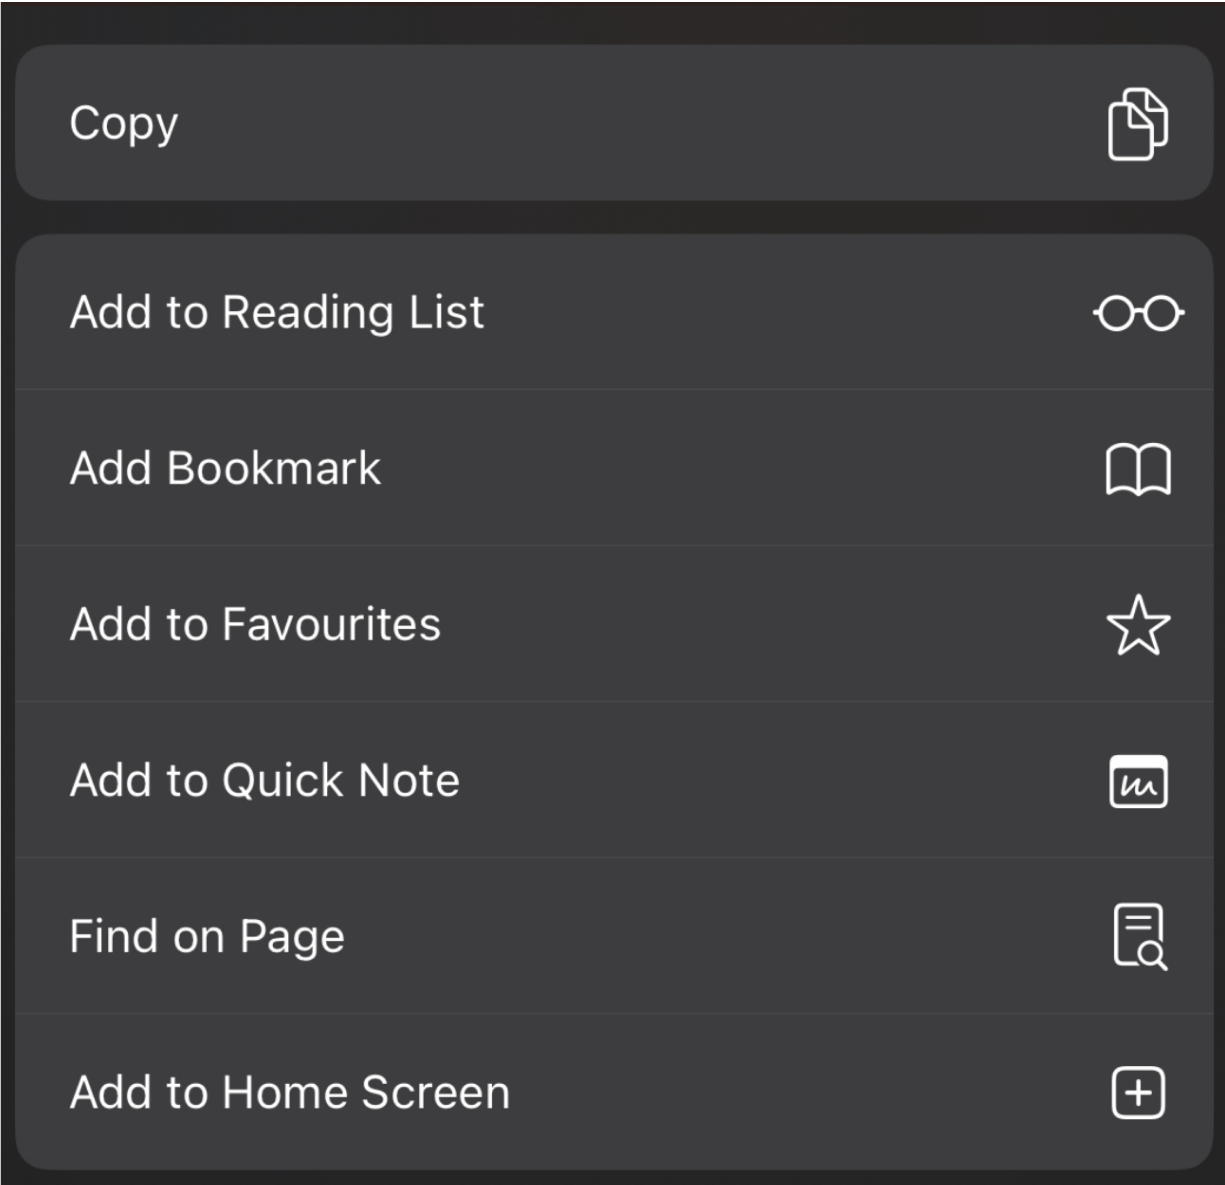 Copy
Add to Reading List
Add Bookmark
Add to Favourites
Add to Quick Note
Find on Page
Add to Home Screen